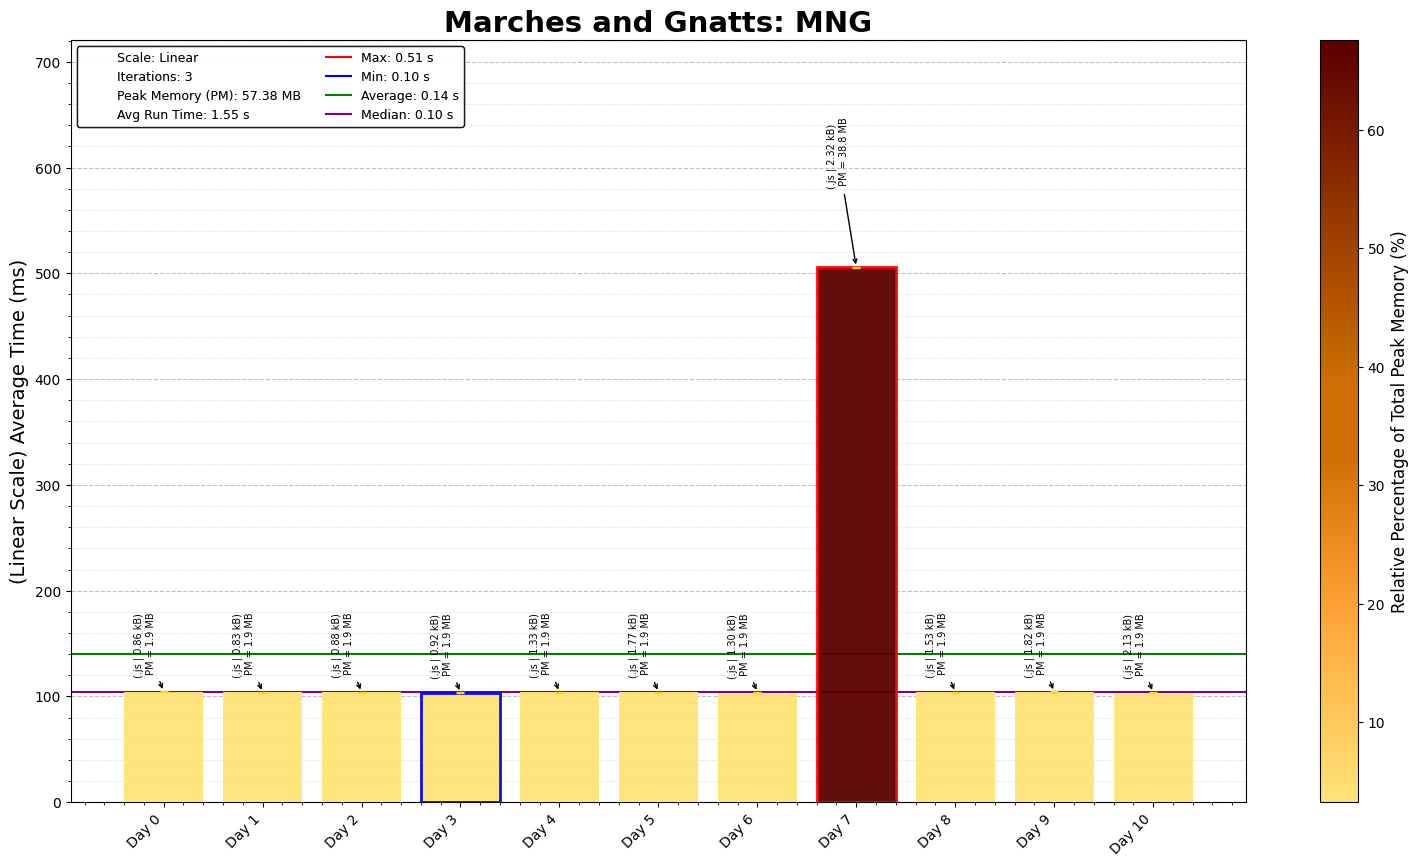 Marches and Gnatts: MNG
Scale: Linear
Iterations: 3
Peak Memory (PM): 57.38 MB
Avg Run Time: 1.55 s
Max: 0.51 s
Min: 0.10 s
Average: 0.14 s
Median: 0.10 s
(Linear Scale) Average Time (ms)
700
600
500
400
300
200
100
0
(.js | 0.86 kB)
PM = 1.9 MB
(.js | 0.83 kB)
PM = 1.9 MB
(.js | 0.88 kB)
PM = 1.9 MB
(.js | 0.92 kB)
PM = 1.9 MB
(.js | 1.33 kB)
PM = 1.9 MB
(.js | 1.77 kB)
PM = 1.9 MB
(.js | 1.30 kB)
PM = 1.9 MB
(.js | 2.32 kB)
PM = 38.8 MB
(.js | 1.53 kB)
PM = 1.9 MB
(.js | 1.82 kB)
PM = 1.9 MB
(.js | 2.13 kB)
PM = 1.9 MB
Day 0
Day 1
Day 2
Day 3
Day 4
Day 5
Day 6
Day 7
Day 8
Day 9
Day 10
60
50
40
30
20
10
Relative Percentage of Total Peak Memory (%)